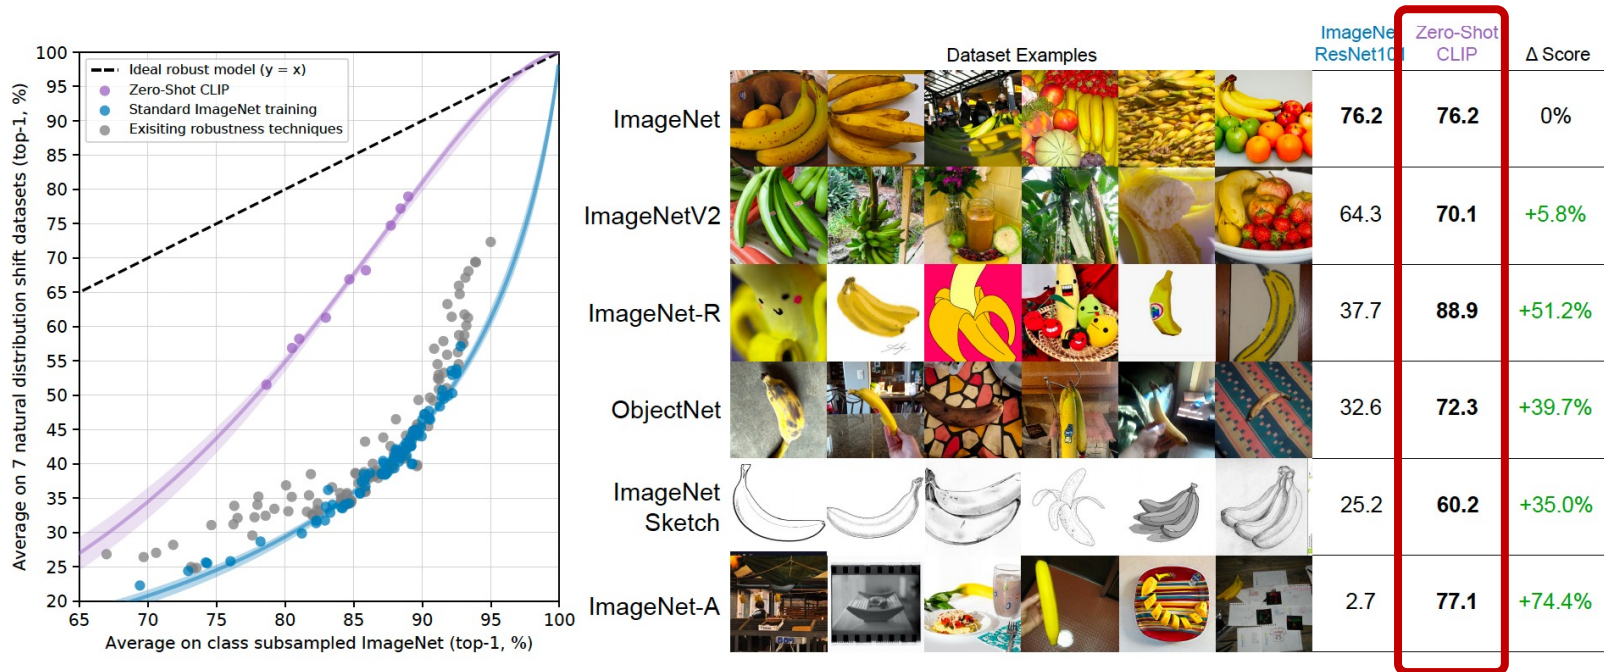 100
95
90
85
80
75
70
65
60
55
50
45
40
35
30
25
20
65
70
75
80
85
90
95
100
Average on 7 natural distribution shift datasets (top-1, %)
Average on class subsampled ImageNet (top-1, %)
Ideal robust model (y = x)
Zero-Shot CLIP
Standard ImageNet training
Exisiting robustness techniques
Dataset Examples
ImageNe
ResNet101
Zero-Shot
CLIP
Δ Score
ImageNet
76.2
76.2
0%
ImageNetV2
64.3
70.1
+5.8%
ImageNet-R
37.7
88.9
+51.2%
ObjectNet
32.6
72.3
+39.7%
ImageNet
Sketch
25.2
60.2
+35.0%
ImageNet-A
2.7
77.1
+74.4%